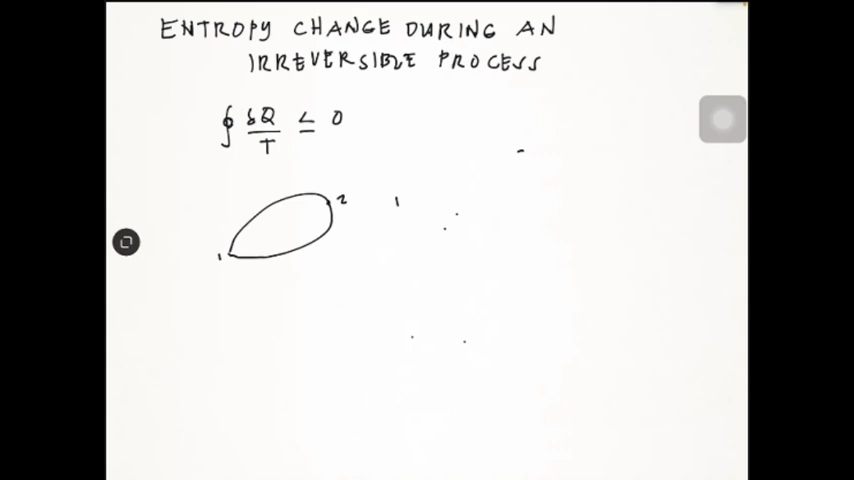 ENTROPY CHANGE DURING AN
IRREVERSIBLE PROCESS
∮ δQ/T ≤ 0
2 1
1